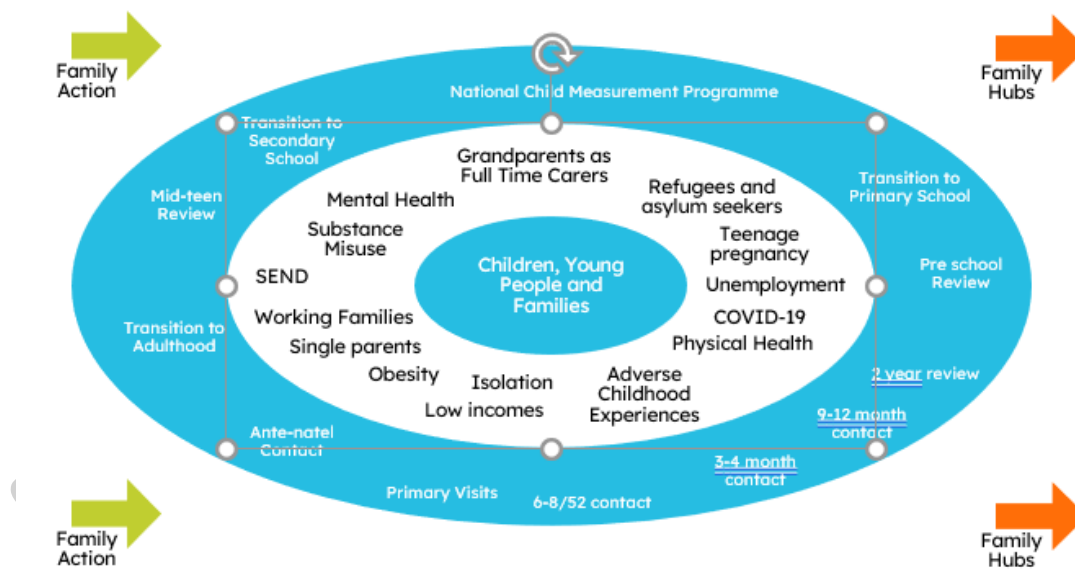 Family
Action
Family
Hubs
National Child Measurement Programme
Transition to
Secondary
School
Grandparents as
Full Time Carers
Transition to
Primary School
Mid-teen
Review
Mental Health
Refugees and
asylum seekers
Substance
Misuse
Teenage
pregnancy
Children, Young
People and
Families
SEND
Unemployment
Pre school
Review
Working Families
COVID-19
Transition to
Adulthood
Single parents
Physical Health
Obesity
Isolation
Adverse
Childhood
Experiences
2 year review
Low incomes
9-12 month
contact
Ante-natel
Contact
3-4 month
contact
Primary Visits
6-8/52 contact
Family
Action
Family
Hubs